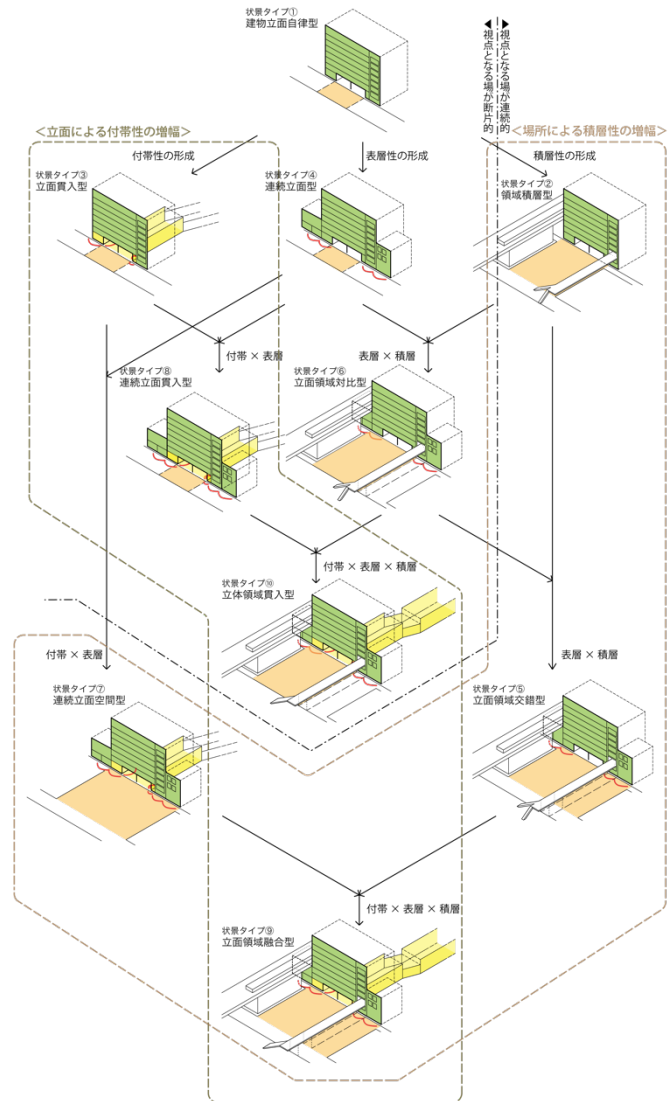 状景タイプ①
建物立面自律型
◀視点となる場が断片的
▶視点となる場が連続的
＜立面による付帯性の増幅＞
＜場所による積層性の増幅＞
付帯性の形成
表層性の形成
積層性の形成
状景タイプ③
立面貫入型
状景タイプ④
連続立面型
状景タイプ②
領域積層型
付帯 × 表層
表層 × 積層
状景タイプ⑧
連続立面貫入型
状景タイプ⑥
立面領域対比型
付帯 × 表層 × 積層
状景タイプ⑩
立体領域貫入型
付帯 × 表層
表層 × 積層
状景タイプ⑦
連続立面空間型
状景タイプ⑤
立面領域交錯型
付帯 × 表層 × 積層
状景タイプ⑨
立面領域融合型